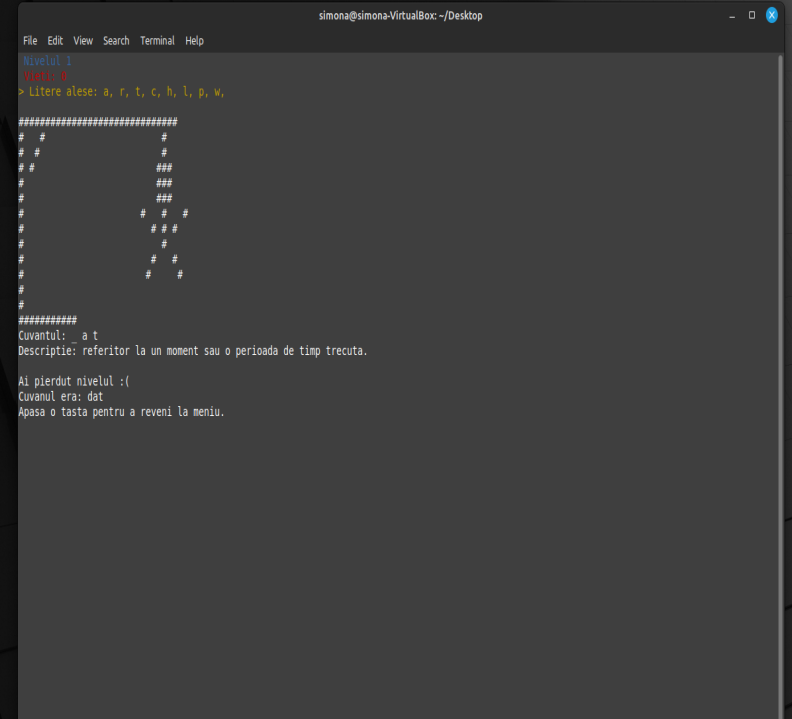 simona@simona-VirtualBox: ~/Desktop
File Edit View Search Terminal Help
Nivelul 1
Vieti: 0
> Litere alese: a, r, t, c, h, l, p, w,
##############################
#   #                      #
#  #                       #
# #                       ###
#                         ###
#                         ###
#                      #   #   #
#                        # # #
#                          #
#                        #   #
#                       #     #
#
#
###########
Cuvantul: _ a t
Descriptie: referitor la un moment sau o perioada de timp trecuta.
Ai pierdut nivelul :(
Cuvanul era: dat
Apasa o tasta pentru a reveni la meniu.